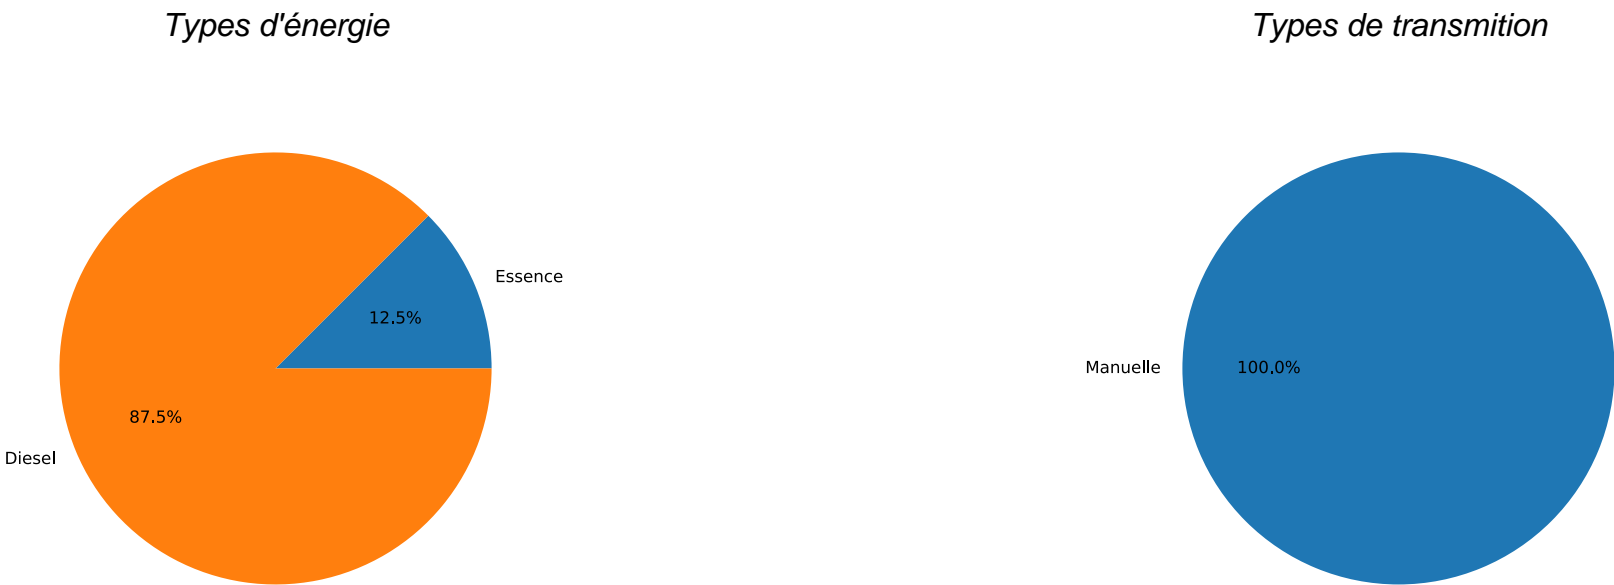 Types d'énergie
Types de transmition
Essence
12.5%
87.5%
Diesel
Manuelle
100.0%